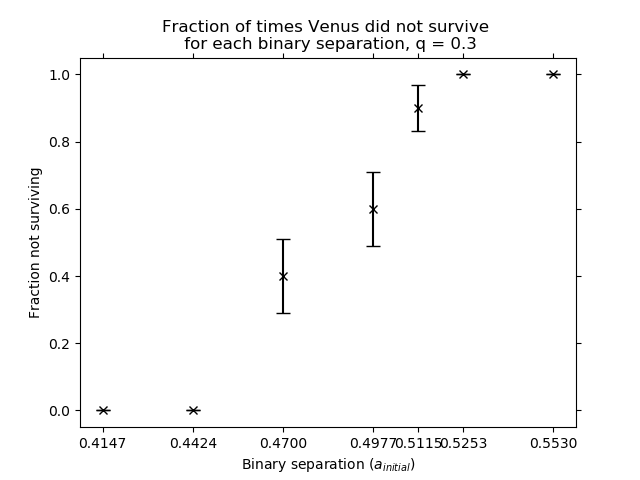 Fraction of times Venus did not survive
for each binary separation, q = 0.3
Fraction not surviving
1.0
0.8
0.6
0.4
0.2
0.0
0.4147 0.4424 0.4700 0.4977 0.5115 0.5253 0.5530
Binary separation (a_initial)